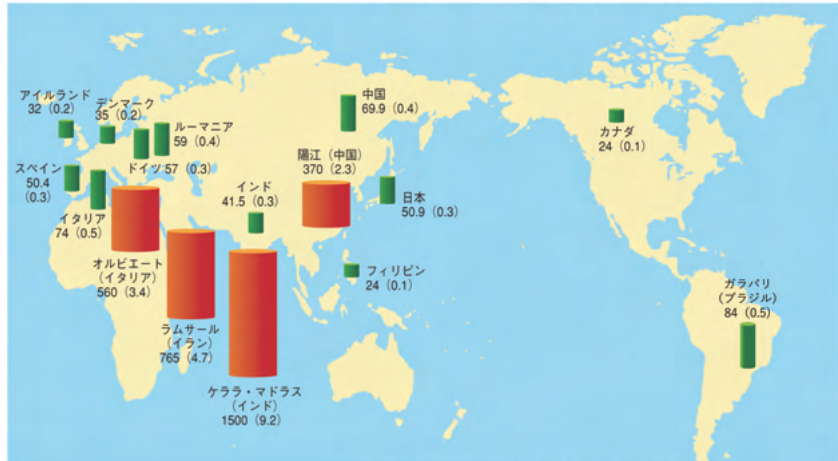 アイルランド
32（0.2）
デンマーク
35（0.2）
ルーマニア
59（0.4）
ドイツ 57（0.3）
スペイン
50.4
（0.3）
イタリア
74（0.5）
オルビエート
（イタリア）
560（3.4）
ラムサール
（イラン）
765（4.7）
インド
41.5（0.3）
ケララ・マドラス
（インド）
1500（9.2）
中国
69.9（0.4）
陽江（中国）
370（2.3）
日本
50.9（0.3）
フィリピン
24（0.1）
カナダ
24（0.1）
ガラパリ
（ブラジル）
84（0.5）